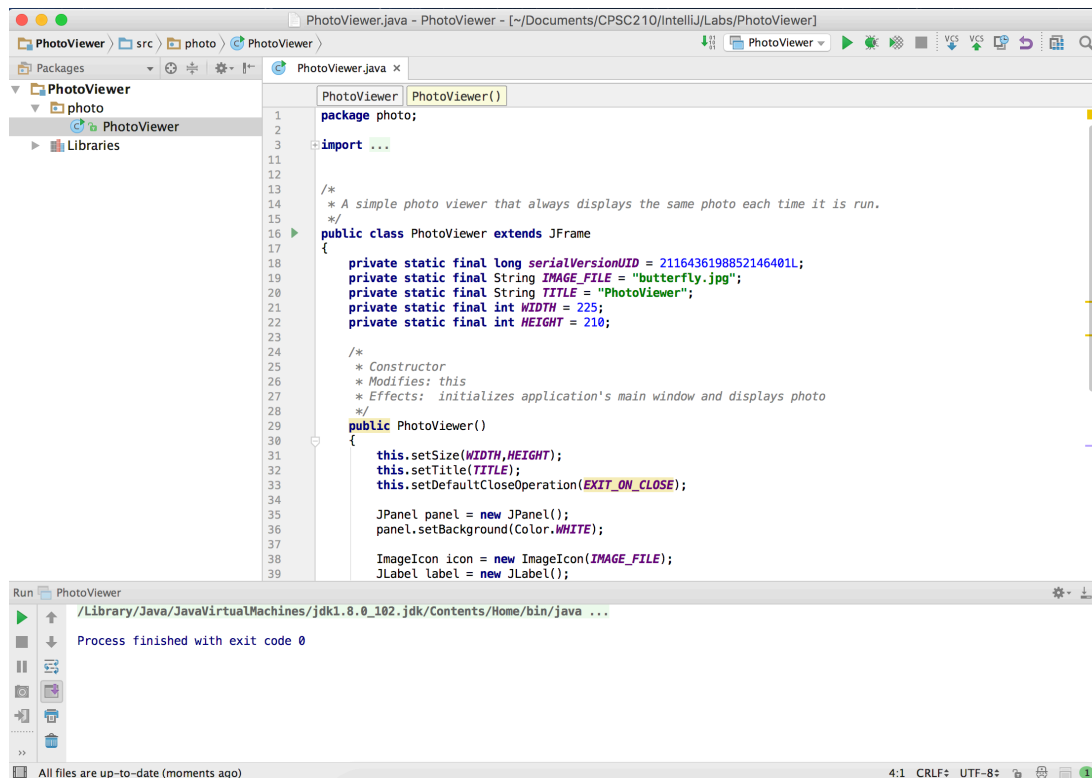 PhotoViewer.java - PhotoViewer - [~/Documents/CPSC210/IntelliJ/Labs/PhotoViewer]
PhotoViewer src photo PhotoViewer PhotoViewer VCS VCS
Packages PhotoViewer.java ×
PhotoViewer
photo
PhotoViewer
Libraries
PhotoViewer PhotoViewer()
1 package photo;
2
3 import ...
11
12
13 /*
14 * A simple photo viewer that always displays the same photo each time it is run.
15 */
16 public class PhotoViewer extends JFrame
17 {
18 private static final long serialVersionUID = 2116436198852146401L;
19 private static final String IMAGE_FILE = "butterfly.jpg";
20 private static final String TITLE = "PhotoViewer";
21 private static final int WIDTH = 225;
22 private static final int HEIGHT = 210;
23
24 /*
25 * Constructor
26 * Modifies: this
27 * Effects:  initializes application's main window and displays photo
28 */
29 public PhotoViewer()
30 {
31 this.setSize(WIDTH,HEIGHT);
32 this.setTitle(TITLE);
33 this.setDefaultCloseOperation(EXIT_ON_CLOSE);
34
35 JPanel panel = new JPanel();
36 panel.setBackground(Color.WHITE);
37
38 ImageIcon icon = new ImageIcon(IMAGE_FILE);
39 JLabel label = new JLabel();
Run PhotoViewer
/Library/Java/JavaVirtualMachines/jdk1.8.0_102.jdk/Contents/Home/bin/java ...
Process finished with exit code 0
All files are up-to-date (moments ago) 4:1 CRLF UTF-8 1